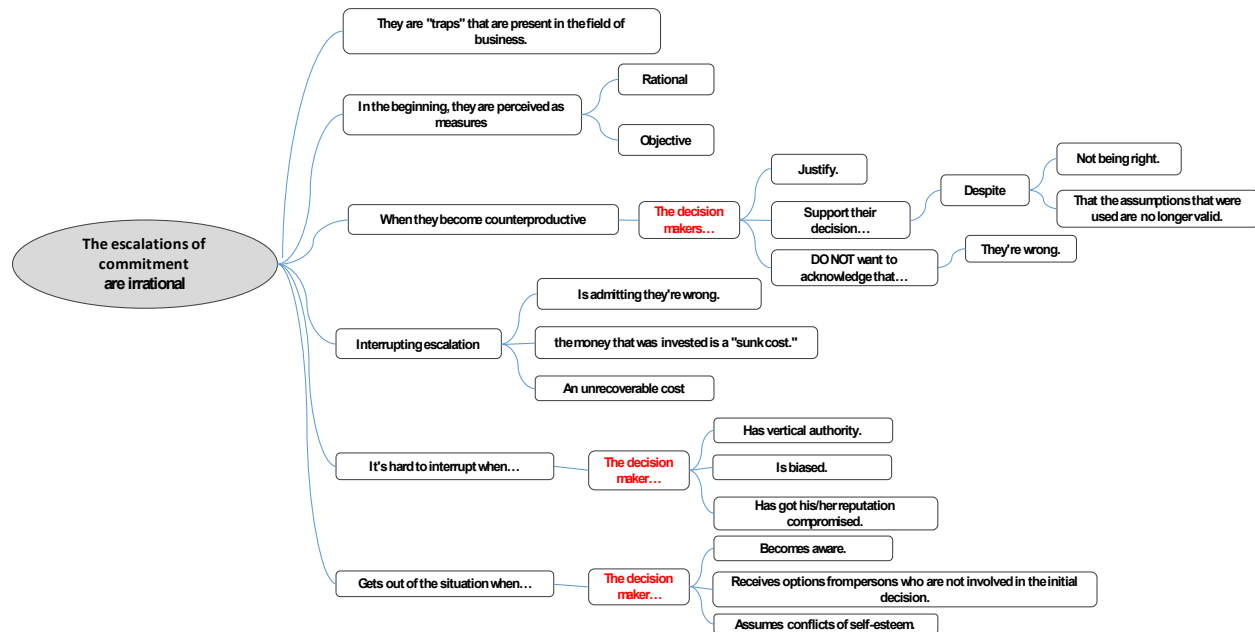 They are "traps" that are present in the field of
business.
Rational
In the beginning, they are perceived as
measures
Objective
Justify.
Not being right.
When they become counterproductive
The decision
makers…
Support their
decision…
Despite
That the assumptions that were
used are no longer valid.
DO NOT want to
acknowledge that…
They're wrong.
The escalations of
commitment
are irrational
Is admitting they're wrong.
Interrupting escalation
the money that was invested is a "sunk cost."
An unrecoverable cost
Has vertical authority.
It's hard to interrupt when…
The decision
maker…
Is biased.
Has got his/her reputation
compromised.
Becomes aware.
Gets out of the situation when…
The decision
maker…
Receives options from persons who are not involved in the initial
decision.
Assumes conflicts of self-esteem.